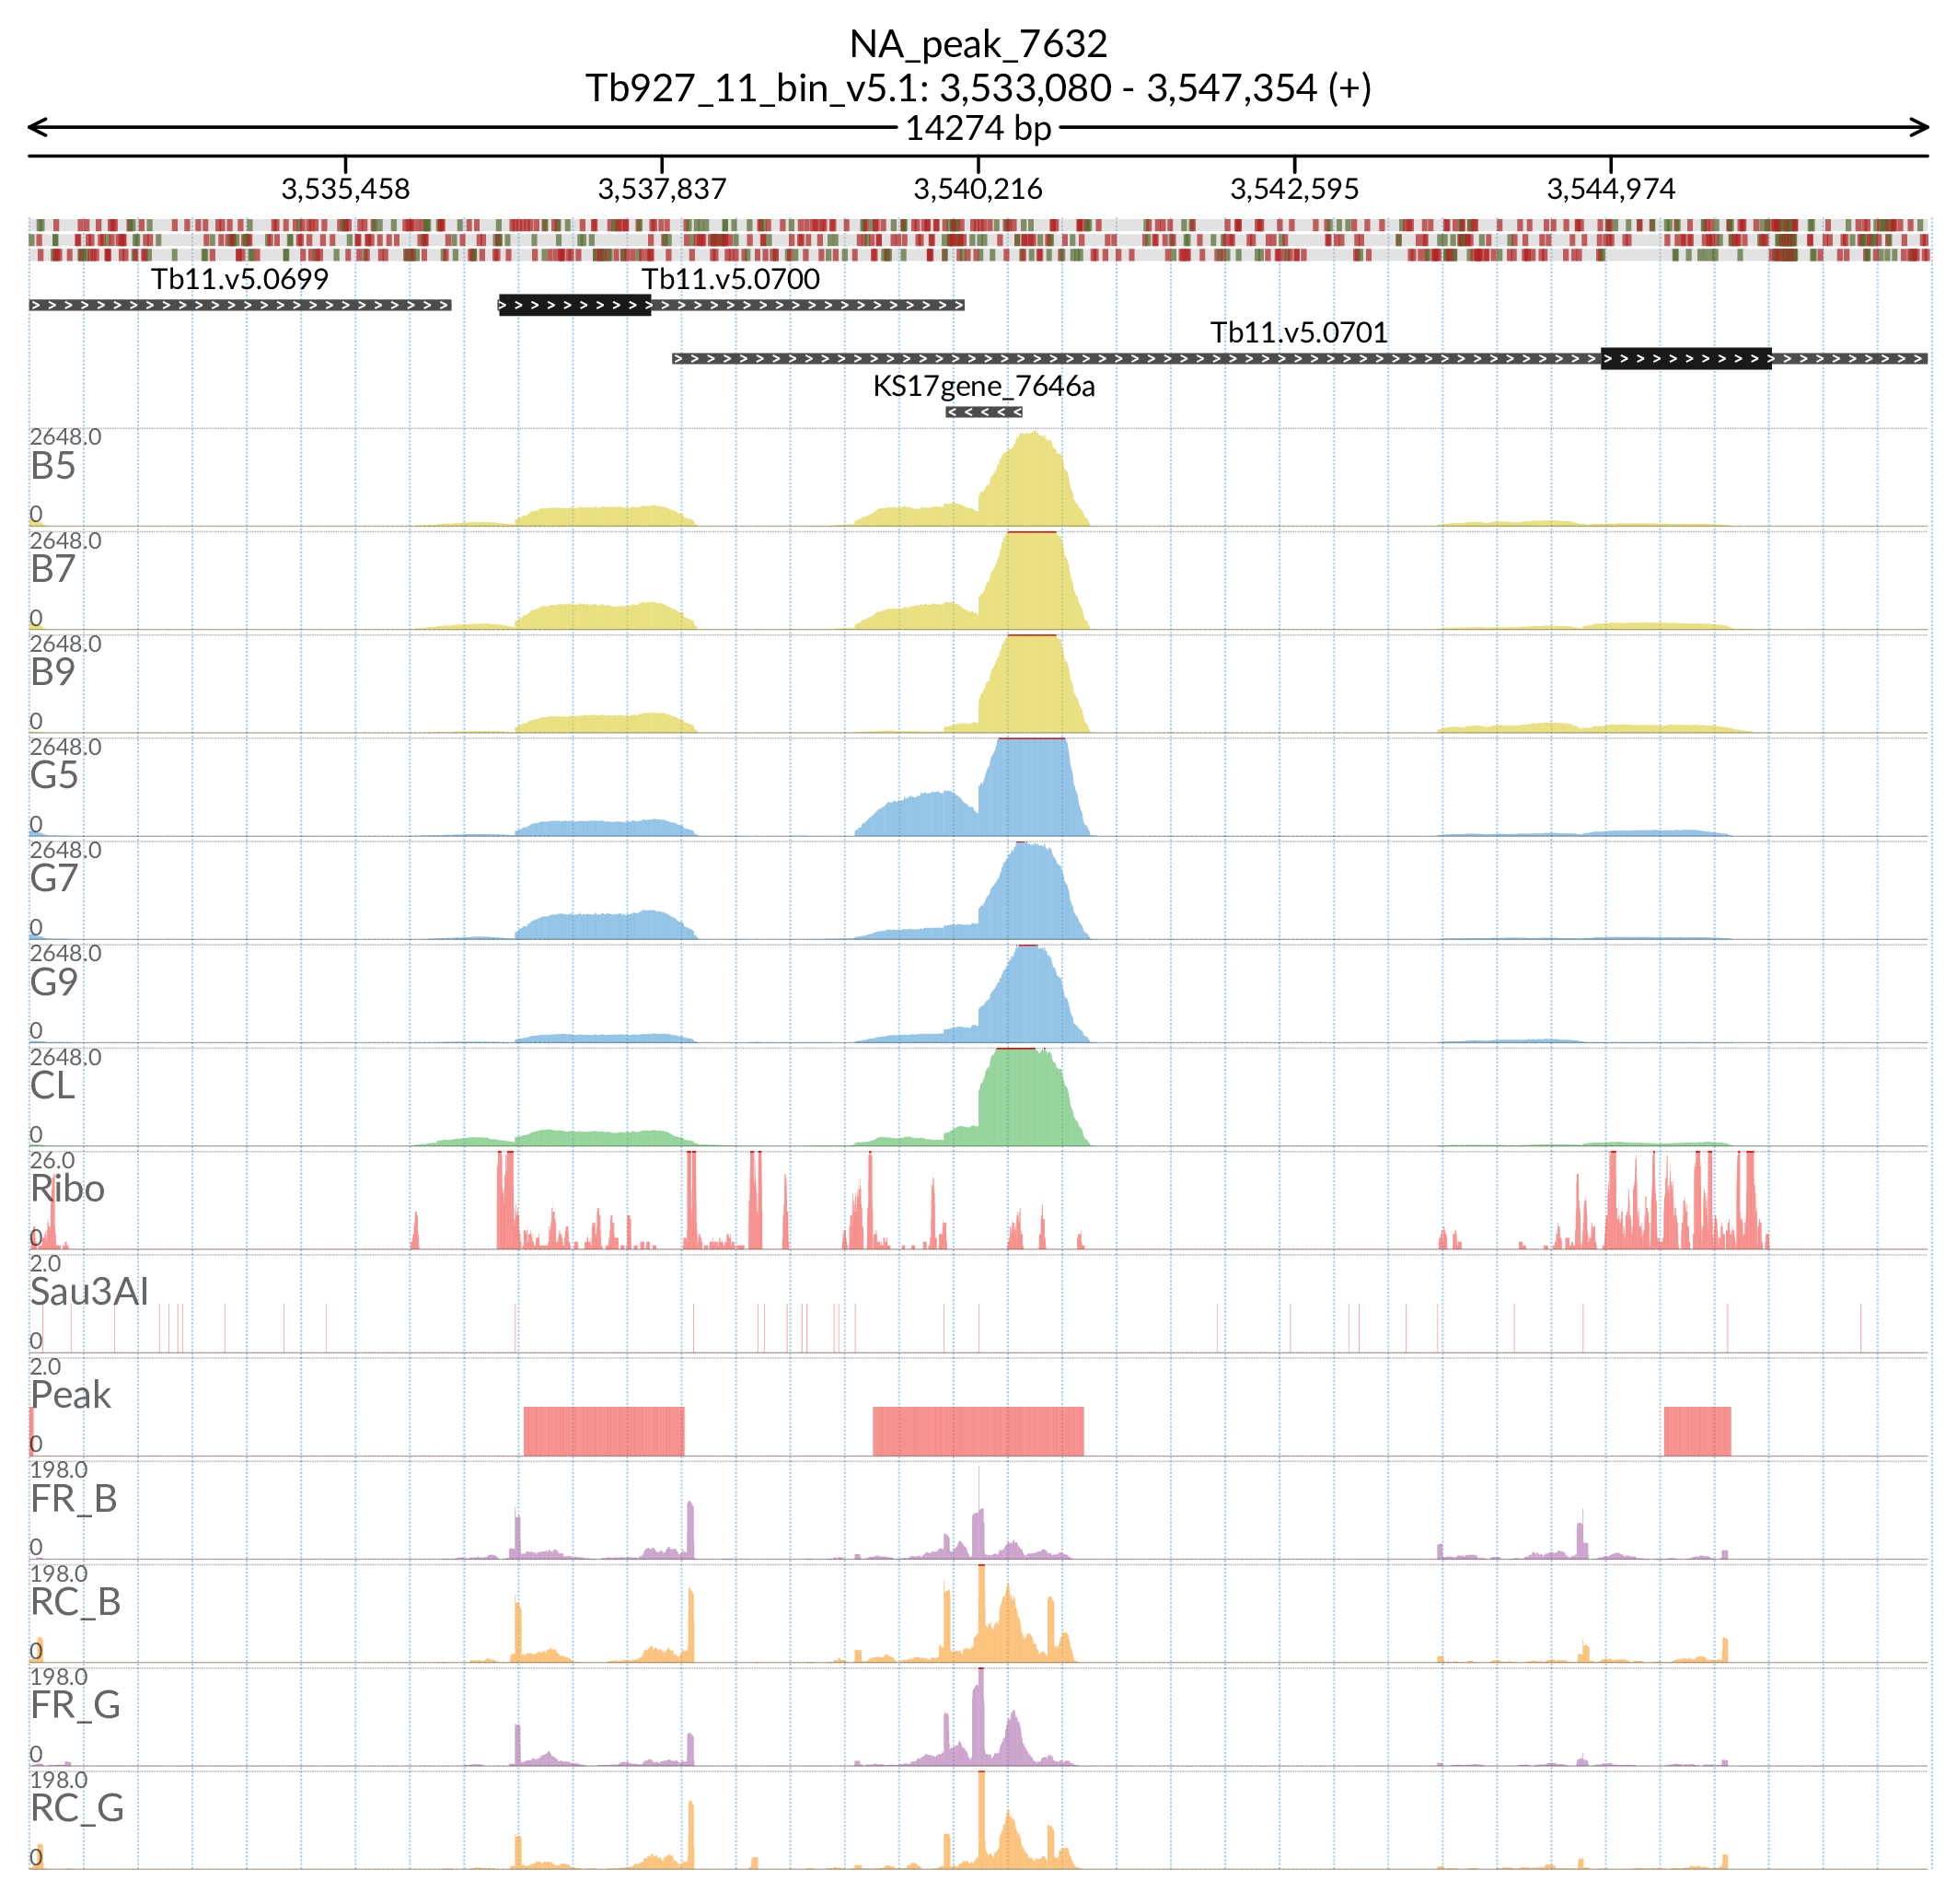 NA_peak_7632
Tb927_11_bin_v5.1: 3,533,080 - 3,547,354 (+)
14274 bp
3,535,458 3,537,837 3,540,216 3,542,595 3,544,974
Tb11.v5.0699 Tb11.v5.0700
Tb11.v5.0701
KS17gene_7646a
2648.0
B5
0
2648.0
B7
0
2648.0
B9
0
2648.0
G5
0
2648.0
G7
0
2648.0
G9
0
2648.0
CL
0
26.0
Ribo
0
2.0
Sau3AI
0
2.0
Peak
0
198.0
FR_B
0
198.0
RC_B
0
198.0
FR_G
0
198.0
RC_G
0